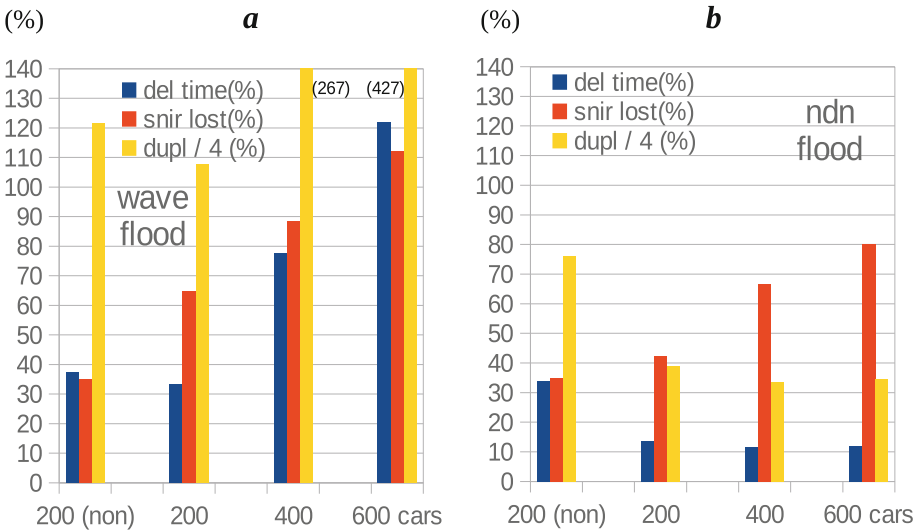 (%) a
140
130
120
110
100
90
80
70
60
50
40
30
20
10
0
del time(%)
snir lost(%)
dupl / 4 (%)
(267) (427)
wave
flood
200 (non) 200 400 600 cars
(%) b
140
130
120
110
100
90
80
70
60
50
40
30
20
10
0
del time(%)
snir lost(%)
dupl / 4 (%)
ndn
flood
200 (non) 200 400 600 cars